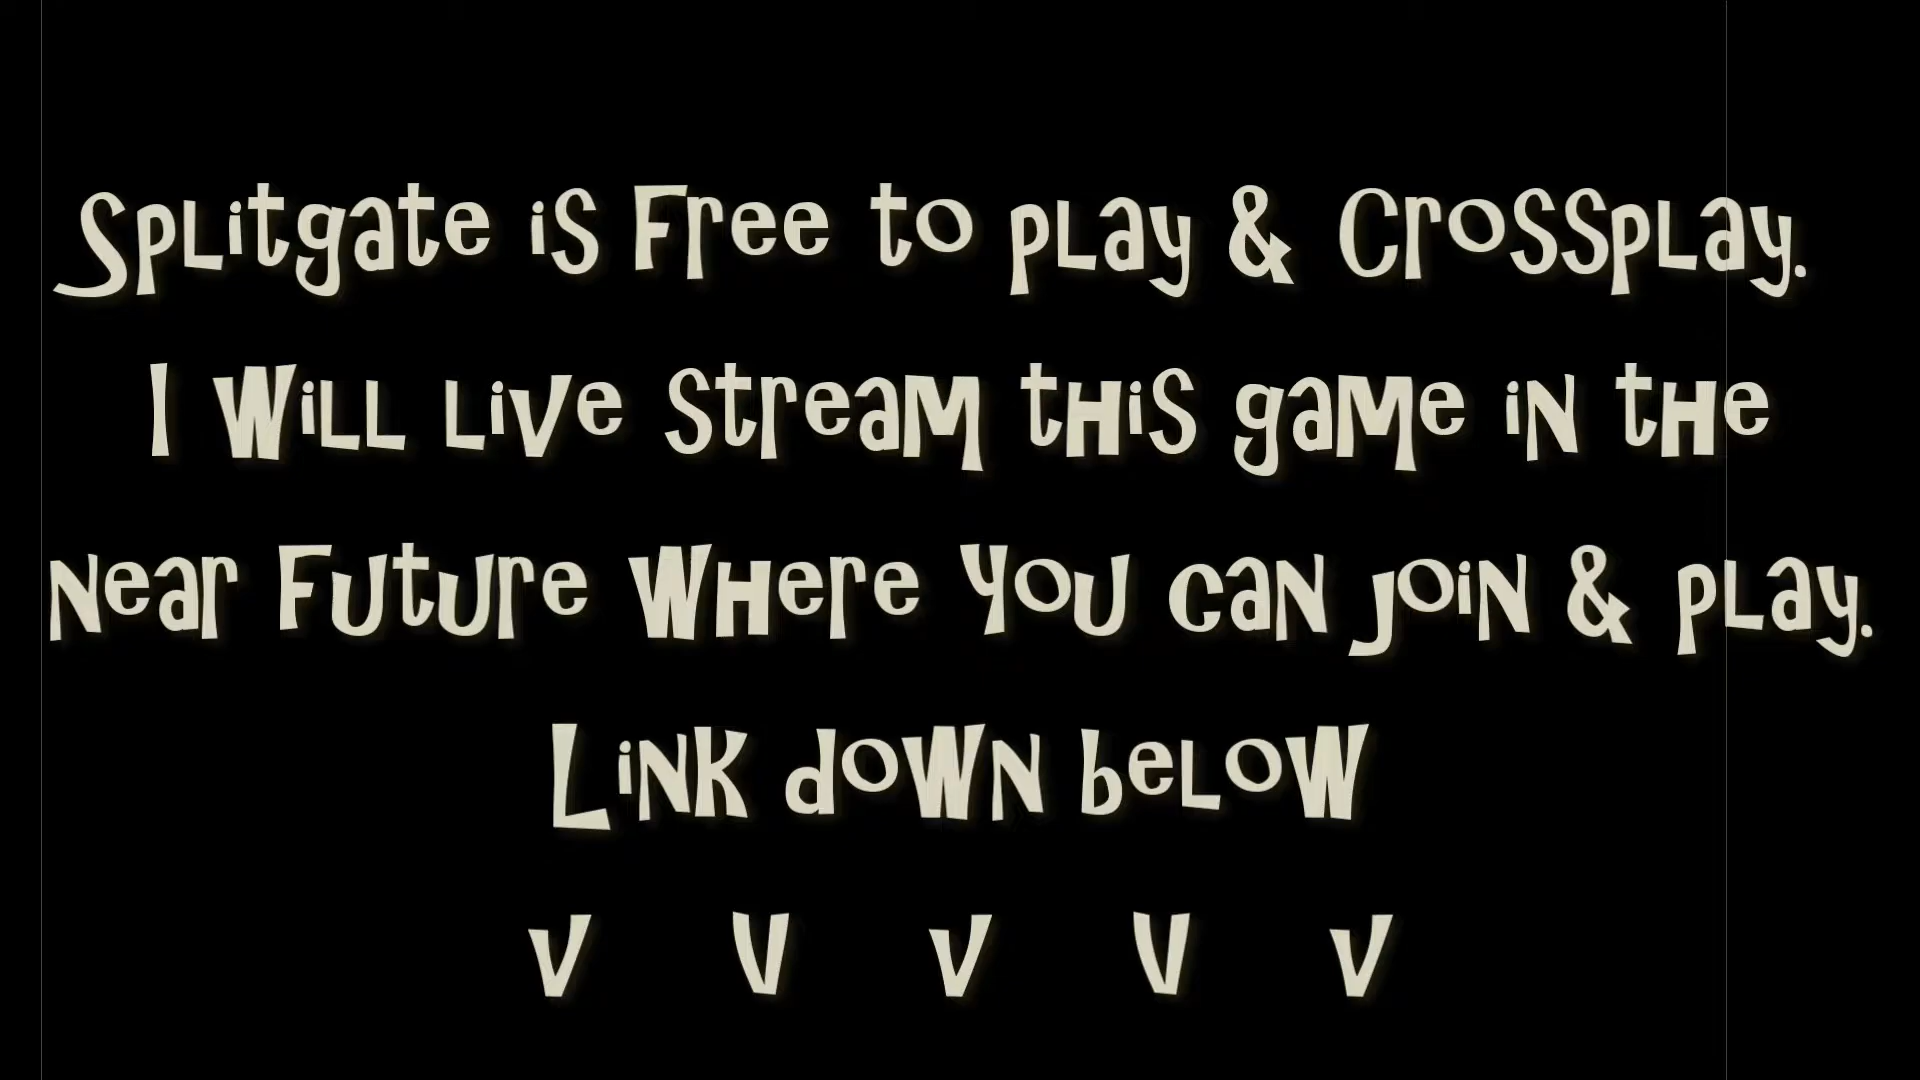 Splitgate is Free to play & Crossplay.
I Will live stream this game in the
near Future Where you can join & play.
Link down below
v V v V v